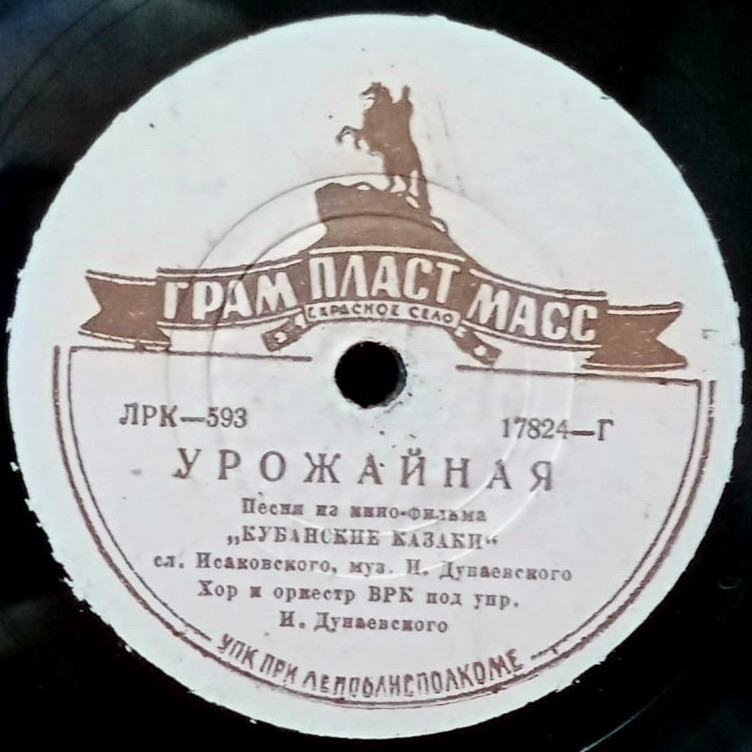 ГРАМ ПЛАСТ МАСС
С. КРАСНОЕ СЕЛО
ЛРК—593
17824—Г
УРОЖАЙНАЯ
Песня из кино-фильма
„КУБАНСКИЕ КАЗАКИ“
сл. Исаковского, муз. И. Дунаевского
Хор и оркестр ВРК под упр.
И. Дунаевского
УПК ПРИ ЛЕНОБЛИСПОЛКОМЕ